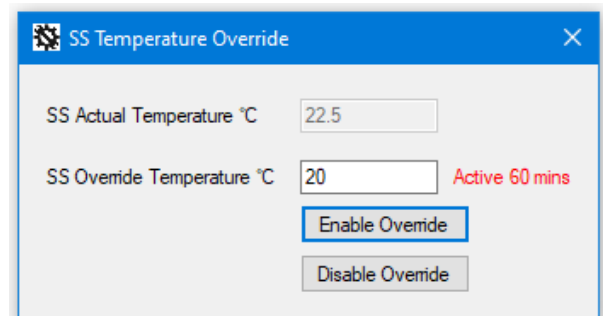 SS Temperature Override
SS Actual Temperature °C 22.5
SS Override Temperature °C 20 Active 60 mins
Enable Override
Disable Override